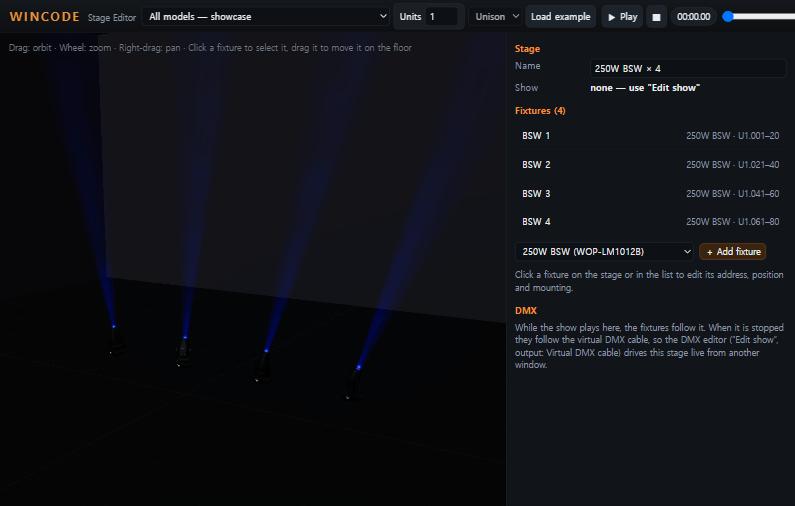 WINCODE Stage Editor All models — showcase Units 1 Unison Load example ▶ Play ■ 00:00.00
Drag: orbit · Wheel: zoom · Right-drag: pan · Click a fixture to select it, drag it to move it on the floor
Stage
Name 250W BSW × 4
Show none — use "Edit show"
Fixtures (4)
BSW 1 250W BSW · U1.001–20
BSW 2 250W BSW · U1.021–40
BSW 3 250W BSW · U1.041–60
BSW 4 250W BSW · U1.061–80
250W BSW (WOP-LM1012B) + Add fixture
Click a fixture on the stage or in the list to edit its address, position
and mounting.
DMX
While the show plays here, the fixtures follow it. When it is stopped
they follow the virtual DMX cable, so the DMX editor ("Edit show",
output: Virtual DMX cable) drives this stage live from another
window.